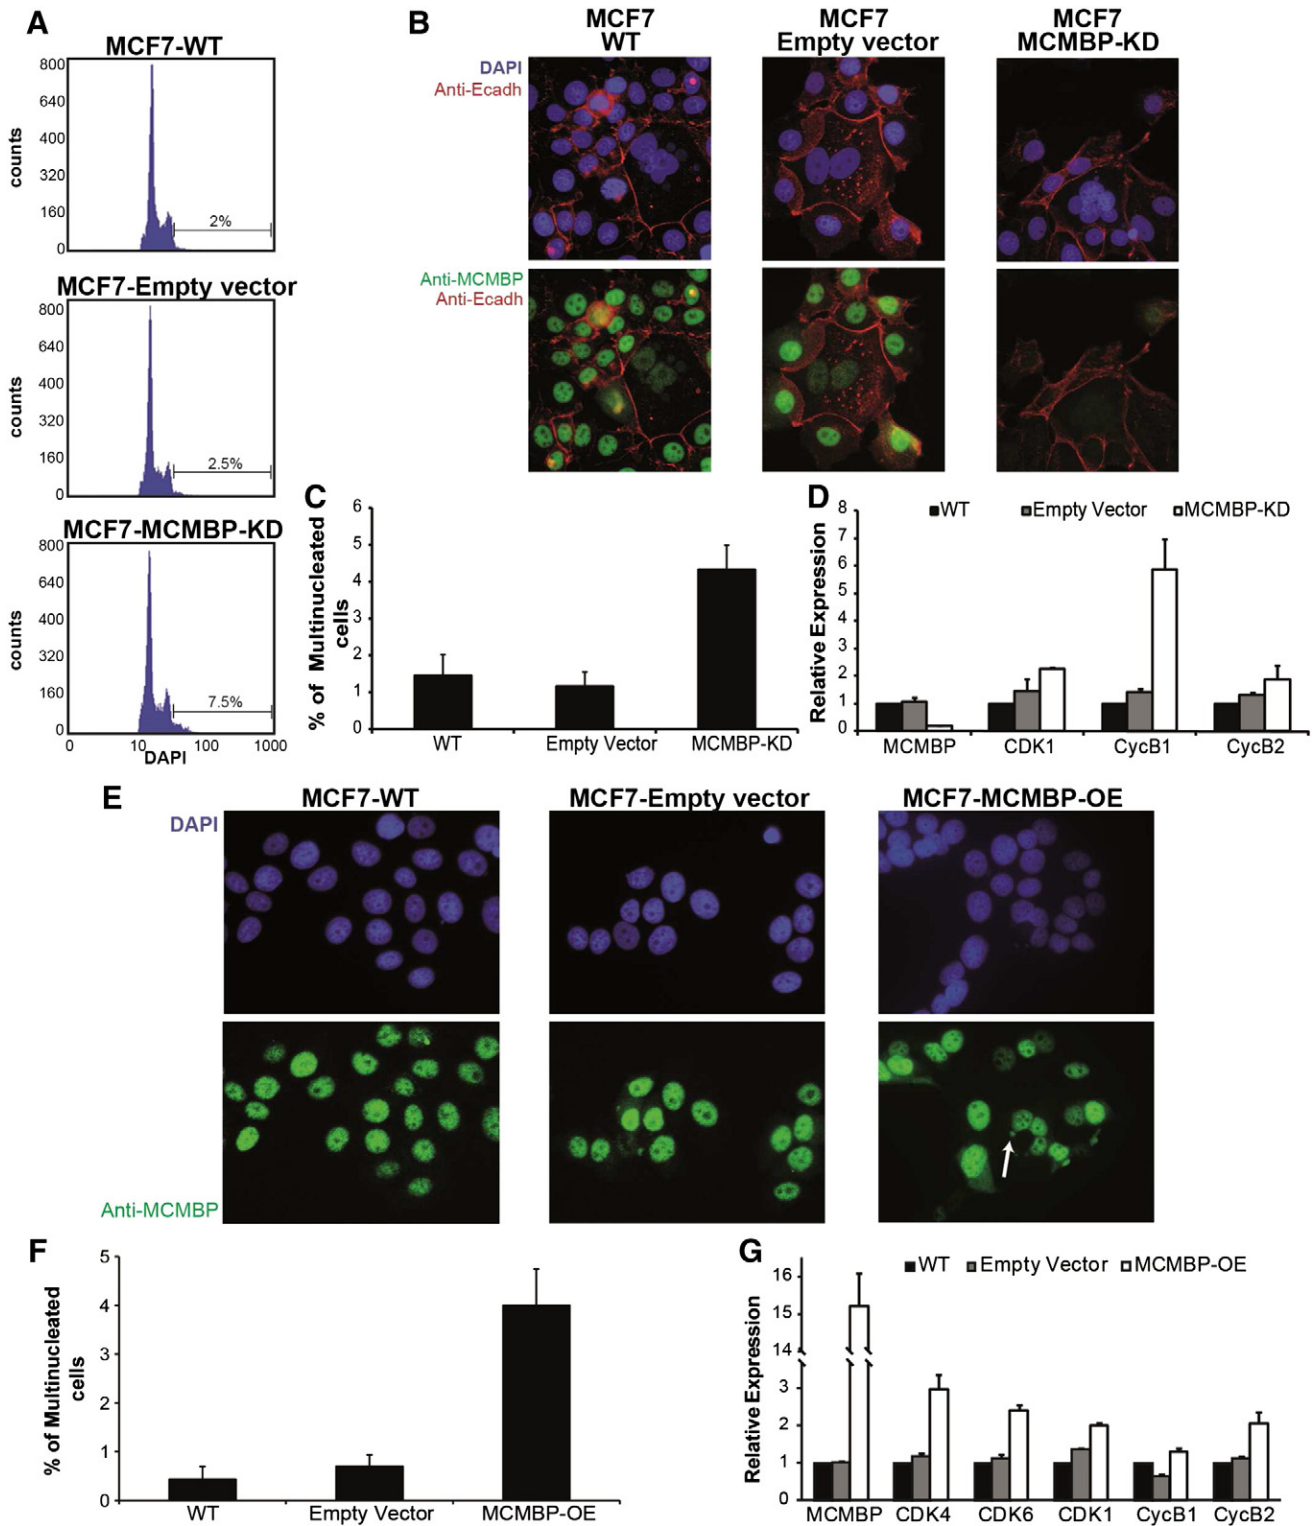 A
MCF7-WT
counts
800
640
480
320
160
0
2%
MCF7-Empty vector
counts
800
640
400
320
160
0
2.5%
MCF7-MCMBP-KD
counts
800
640
400
320
160
0
7.5%
0 10 100 1000
DAPI
B
MCF7
WT
MCF7
Empty vector
MCF7
MCMBP-KD
DAPI
Anti-Ecadh
Anti-MCMBP
Anti-Ecadh
C
% of Multinucleated
cells
6
5
4
3
2
1
0
WT Empty Vector MCMBP-KD
D
WT Empty Vector MCMBP-KD
Relative Expression
8
7
6
5
4
3
2
1
0
MCMBP CDK1 CycB1 CycB2
E
MCF7-WT MCF7-Empty vector MCF7-MCMBP-OE
DAPI
Anti-MCMBP
F
% of Multinucleated
cells
5
4
3
2
1
0
WT Empty Vector MCMBP-OE
G
WT Empty Vector MCMBP-OE
Relative Expression
16
15
14
3
2
1
0
MCMBP CDK4 CDK6 CDK1 CycB1 CycB2